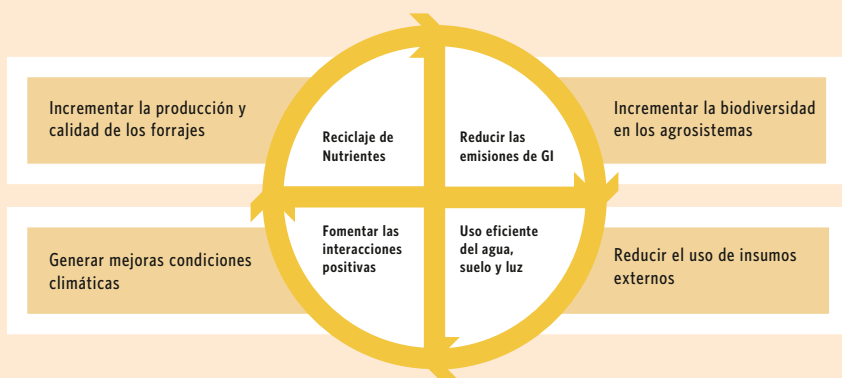 Incrementar la producción y
calidad de los forrajes
Reciclaje de
Nutrientes
Reducir las
emisiones de GI
Incrementar la biodiversidad
en los agrosistemas
Generar mejoras condiciones
climáticas
Fomentar las
interacciones
positivas
Uso eficiente
del agua,
suelo y luz
Reducir el uso de insumos
externos